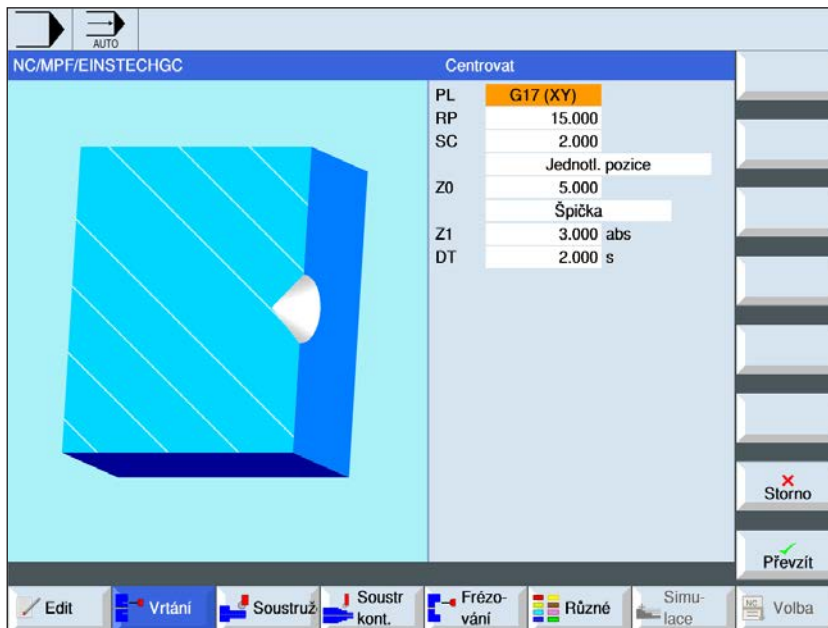 AUTO
NC/MPF/EINSTECHGC
Centrovat
PL G17 (XY)
RP 15.000
SC 2.000
Jednotl. pozice
Z0 5.000
Špička
Z1 3.000 abs
DT 2.000 s
Storno
Převzít
Edit
Vrtání
Soustruž
Soustr
kont.
Frézo-
vání
Různé
Simu-
lace
NC
Volba